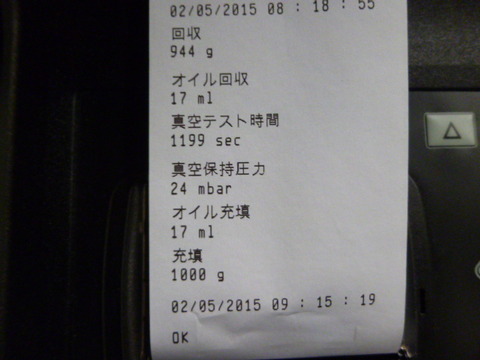 02/05/2015 08 : 18 : 55
回収
944 g
オイル回収
17 ml
真空テスト時間
1199 sec
真空保持圧力
24 mbar
オイル充填
17 ml
充填
1000 g
02/05/2015 09 : 15 : 19
OK